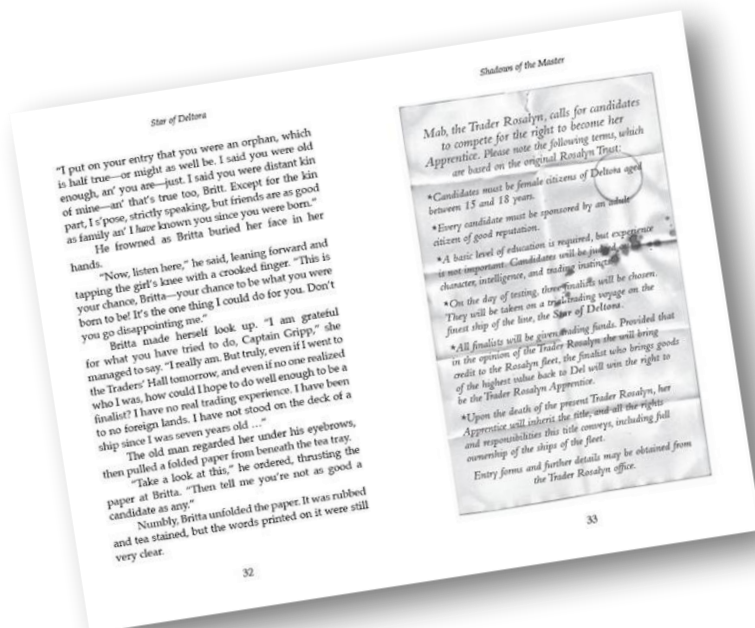 Star of Deltora
"I put on your entry that you were an orphan, which
is half true—or might as well be. I said you were old
enough, an' you are—just. I said you were distant kin
of mine—an' that's true too, Britt. Except for the kin
part, I s'pose, strictly speaking, but friends are as good
as family an' I have known you since you were born."
He frowned as Britta buried her face in her
hands.
"Now, listen here," he said, leaning forward and
tapping the girl's knee with a crooked finger. "This is
your chance, Britta—your chance to be what you were
born to be! It's the one thing I could do for you. Don't
you go disappointing me."
Britta made herself look up. "I am grateful
for what you have tried to do, Captain Gripp," she
managed to say. "I really am. But truly, even if I went to
the Traders' Hall tomorrow, and even if no one realized
who I was, how could I hope to do well enough to be a
finalist? I have no real trading experience. I have been
to no foreign lands. I have not stood on the deck of a
ship since I was seven years old ..."
The old man regarded her under his eyebrows,
then pulled a folded paper from beneath the tea tray.
"Take a look at this," he ordered, thrusting the
paper at Britta. "Then tell me you're not as good a
candidate as any."
Numbly, Britta unfolded the paper. It was rubbed
and tea stained, but the words printed on it were still
very clear.
32
Shadows of the Master
Mab, the Trader Rosalyn, calls for candidates
to compete for the right to become her
Apprentice. Please note the following terms, which
are based on the original Rosalyn Trust:
*Candidates must be female citizens of Deltora aged
between 15 and 18 years.
*Every candidate must be sponsored by an adult
citizen of good reputation.
*A basic level of education is required, but experience
is not important. Candidates will be judged
character, intelligence, and trading instincts.
*On the day of testing, three finalists will be chosen.
They will be taken on a trial trading voyage on the
finest ship of the line, the Star of Deltora.
*All finalists will be given trading funds. Provided that
in the opinion of the Trader Rosalyn she will bring
credit to the Rosalyn fleet, the finalist who brings goods
of the highest value back to Del will win the right to
be the Trader Rosalyn Apprentice.
*Upon the death of the present Trader Rosalyn, her
Apprentice will inherit the title, and all the rights
and responsibilities this title conveys, including full
ownership of the ships of the fleet.
Entry forms and further details may be obtained from
the Trader Rosalyn office.
33